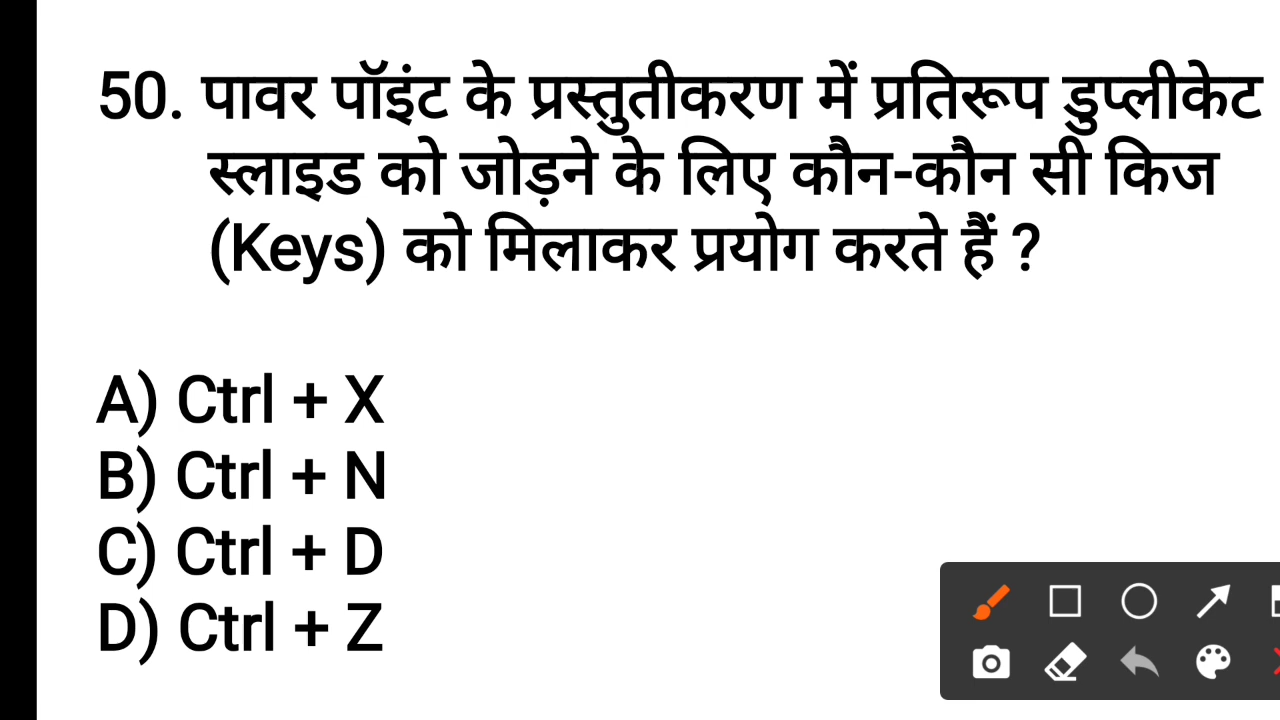 50. पावर पॉइंट के प्रस्तुतीकरण में प्रतिरूप डुप्लीकेट
स्लाइड को जोड़ने के लिए कौन-कौन सी किज
(Keys) को मिलाकर प्रयोग करते हैं ?
A) Ctrl + X
B) Ctrl + N
C) Ctrl + D
D) Ctrl + Z